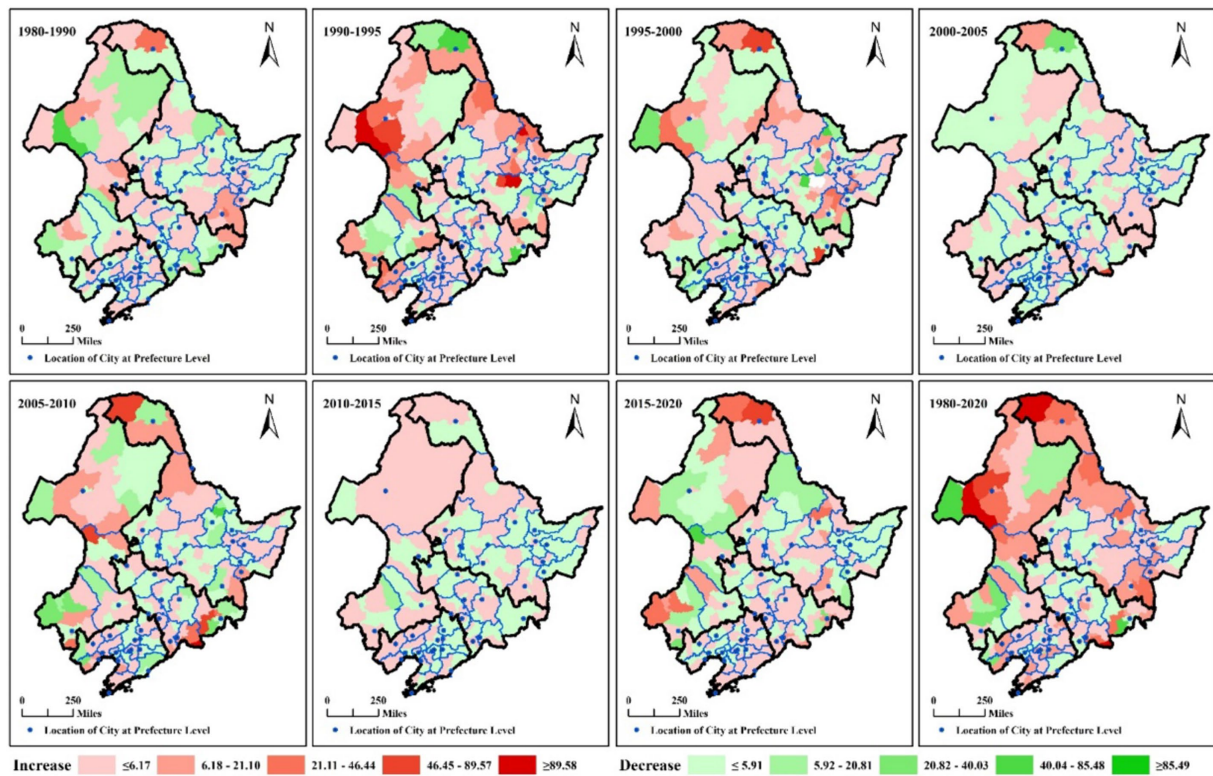 1980-1990
N
0 250
Miles
Location of City at Prefecture Level
1990-1995
N
0 250
Miles
Location of City at Prefecture Level
1995-2000
N
0 250
Miles
Location of City at Prefecture Level
2000-2005
N
0 250
Miles
Location of City at Prefecture Level
2005-2010
N
0 250
Miles
Location of City at Prefecture Level
2010-2015
N
0 250
Miles
Location of City at Prefecture Level
2015-2020
N
0 250
Miles
Location of City at Prefecture Level
1980-2020
N
0 250
Miles
Location of City at Prefecture Level
Increase ≤6.17 6.18 - 21.10 21.11 - 46.44 46.45 - 89.57 ≥89.58 Decrease ≤ 5.91 5.92 - 20.81 20.82 - 40.03 40.04 - 85.48 ≥85.49